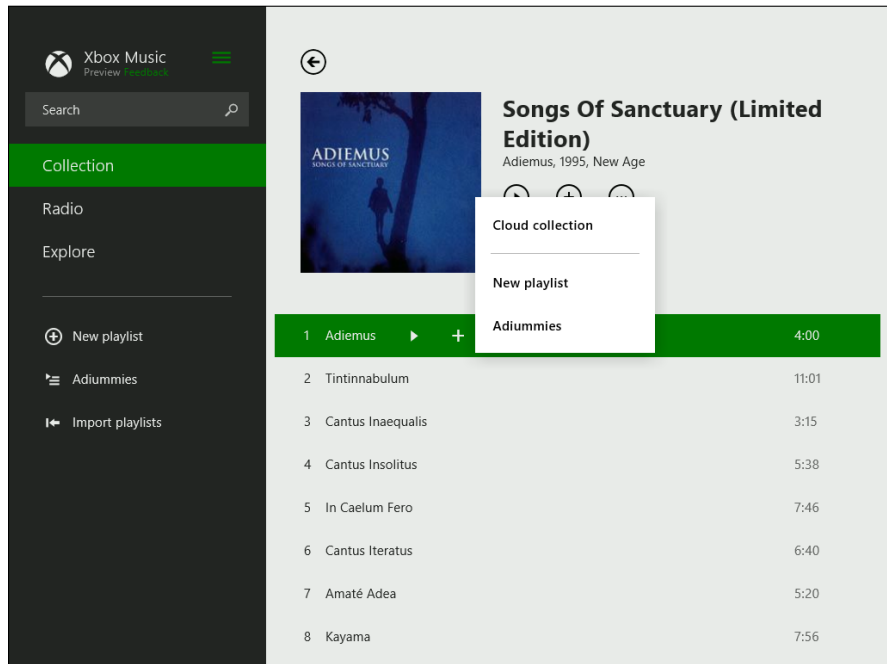 Xbox Music
Preview Feedback
Search
Collection
Radio
Explore
New playlist
Adiummies
Import playlists
ADIEMUS
SONGS OF SANCTUARY
Songs Of Sanctuary (Limited
Edition)
Adiemus, 1995, New Age
Cloud collection
New playlist
Adiummies
1 Adiemus 4:00
2 Tintinnabulum 11:01
3 Cantus Inaequalis 3:15
4 Cantus Insolitus 5:38
5 In Caelum Fero 7:46
6 Cantus Iteratus 6:40
7 Amaté Adea 5:20
8 Kayama 7:56